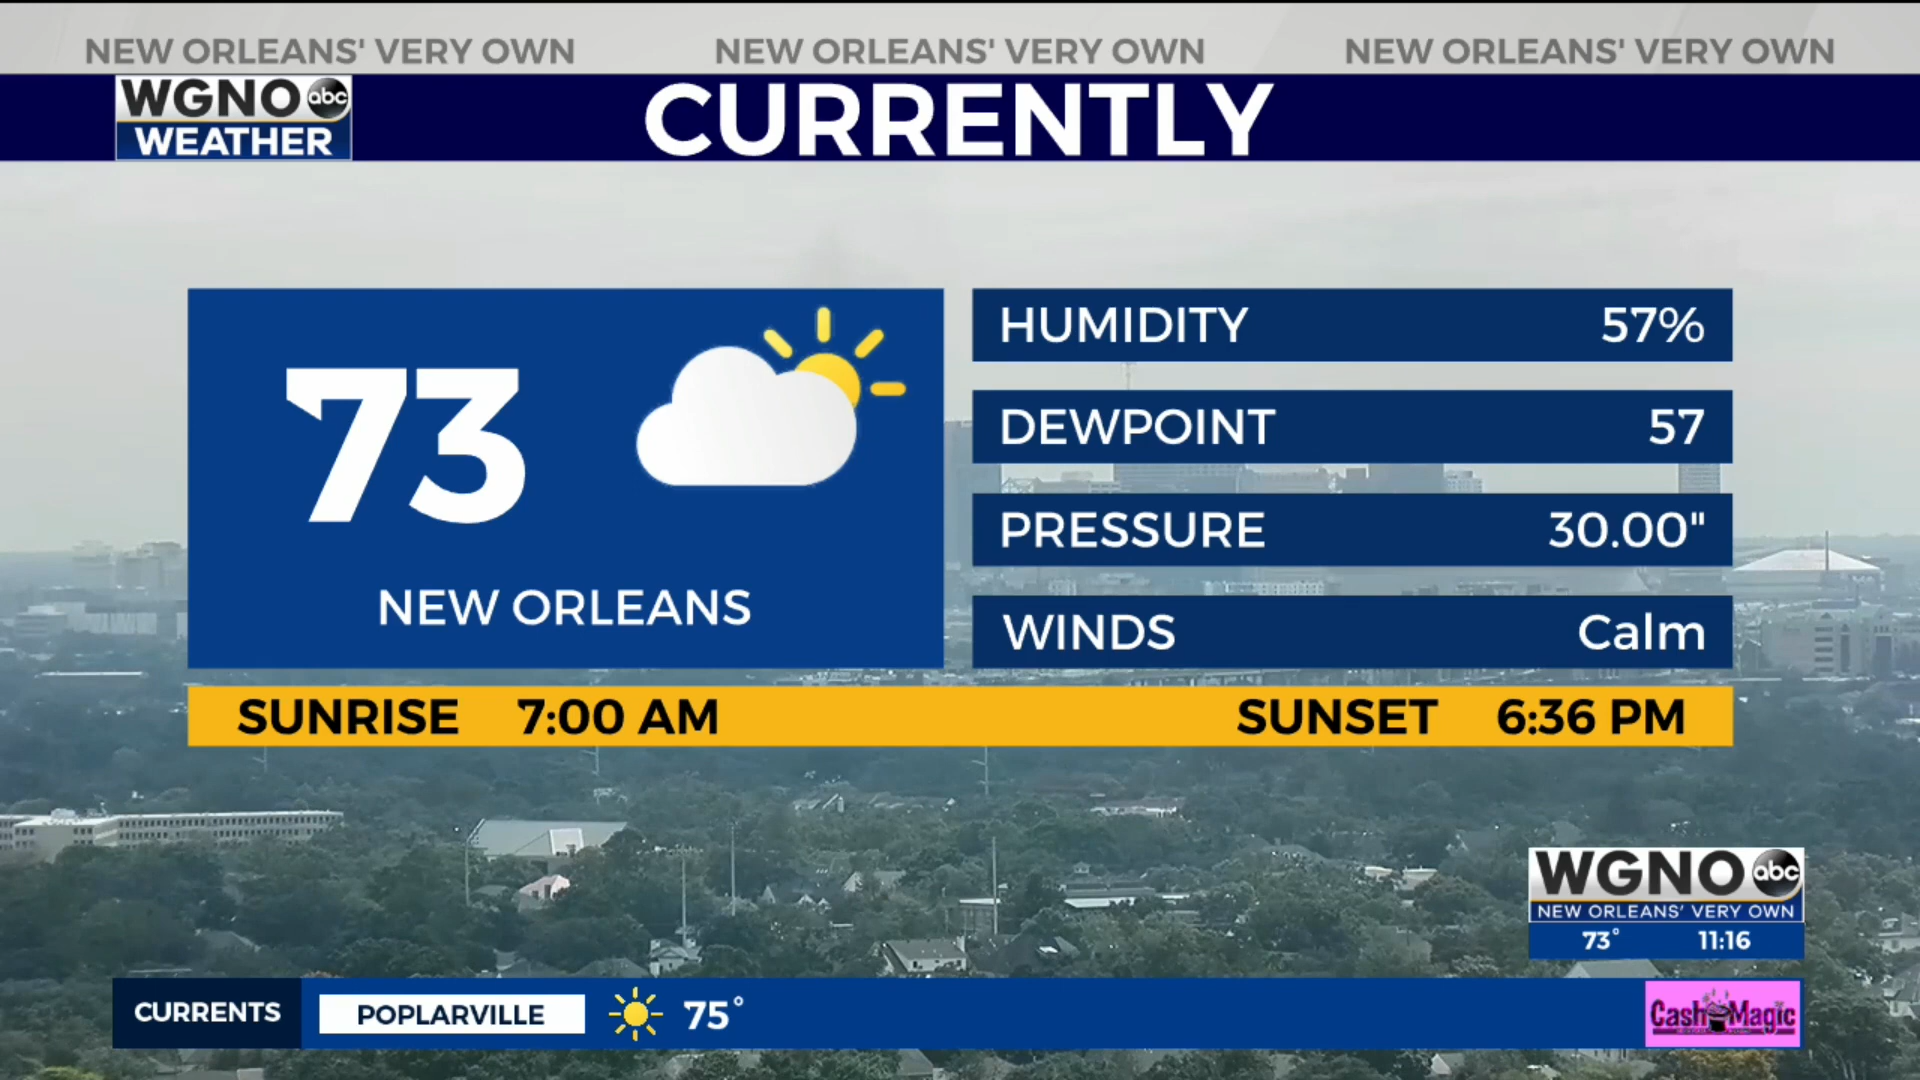 NEW ORLEANS' VERY OWN NEW ORLEANS' VERY OWN NEW ORLEANS' VERY OWN
WGNO abc
WEATHER
CURRENTLY
73
NEW ORLEANS
HUMIDITY 57%
DEWPOINT 57
PRESSURE 30.00"
WINDS Calm
SUNRISE 7:00 AM SUNSET 6:36 PM
WGNO abc
NEW ORLEANS' VERY OWN
73° 11:16
CURRENTS POPLARVILLE 75°
Cash Magic